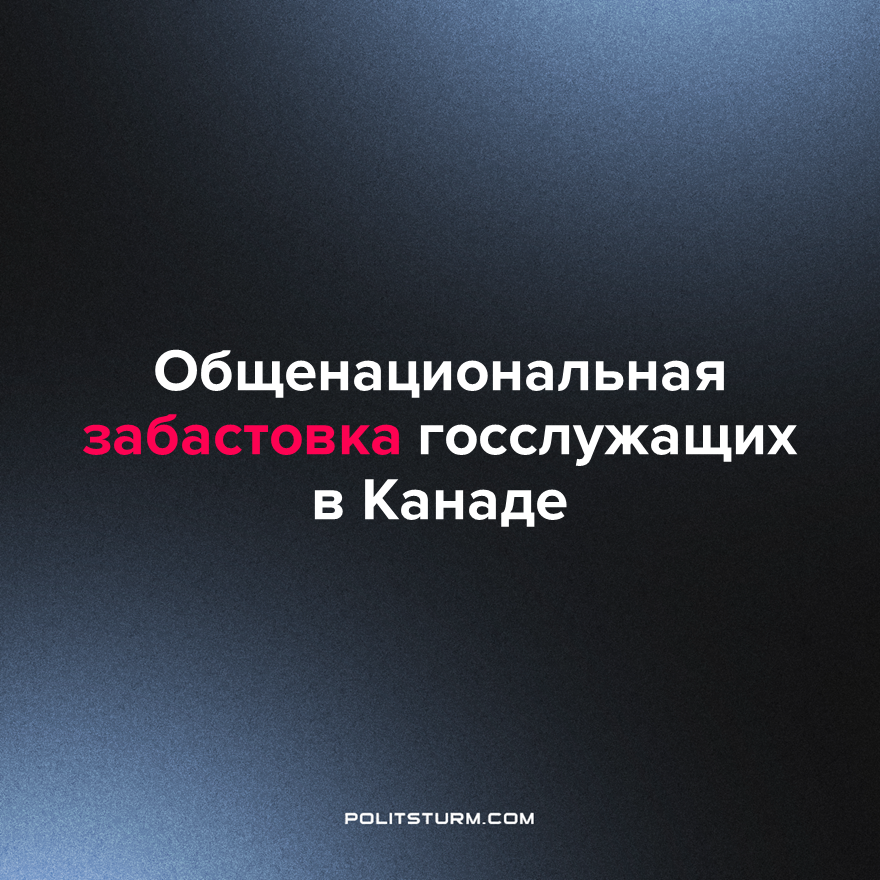 Общенациональная
забастовка госслужащих
в Канаде
POLITSTURM.COM